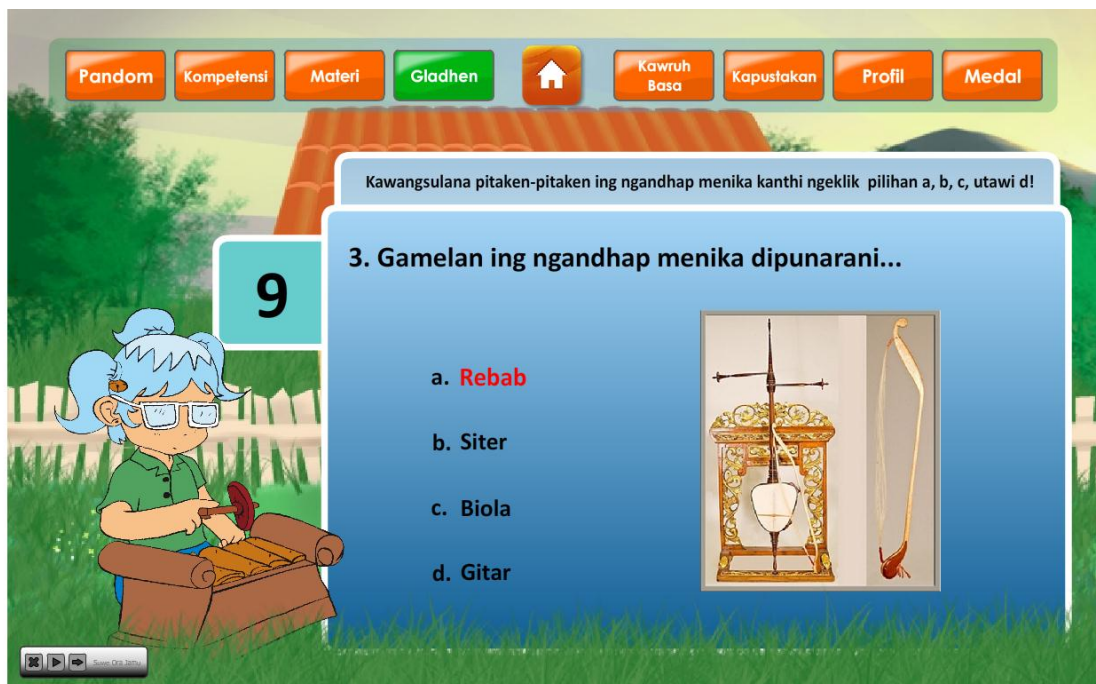 Pandom
Kompetensi
Materi
Gladhen
Kawruh
Basa
Kapustakan
Profil
Medal
Kawangsulana pitaken-pitaken ing ngandhap menika kanthi ngeklik pilihan a, b, c, utawi d!
9
3. Gamelan ing ngandhap menika dipunarani...
a. Rebab
b. Siter
c. Biola
d. Gitar